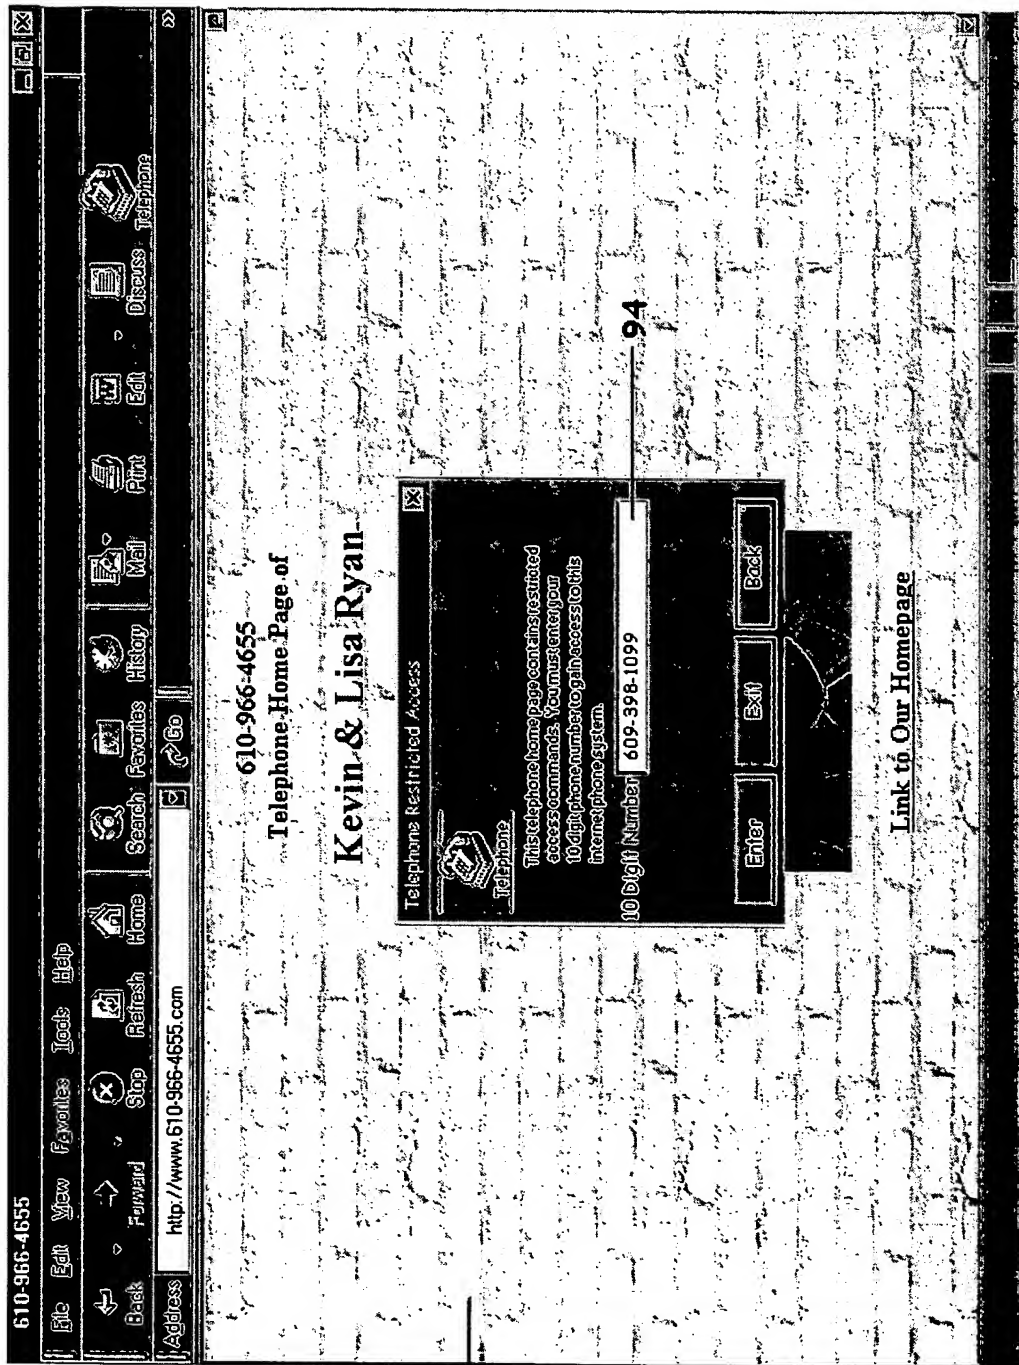 610-966-4655
File Edit View Favorites Tools Help
Back Forward Stop Refresh Home Search Favorites History Mail Print Edit Discuss Telephone
Address http://www.610-966-4655.com Go
610-966-4655
Telephone Home Page of
Kevin & Lisa Ryan
Telephone Restricted Access
Telephone
This telephone home page contains restricted
access commands. You must enter your
10 digit phone number to gain access to this
internet phone system.
10 Digit Number 609-398-1099
94
Enter Exit Back
Link to Our Homepage